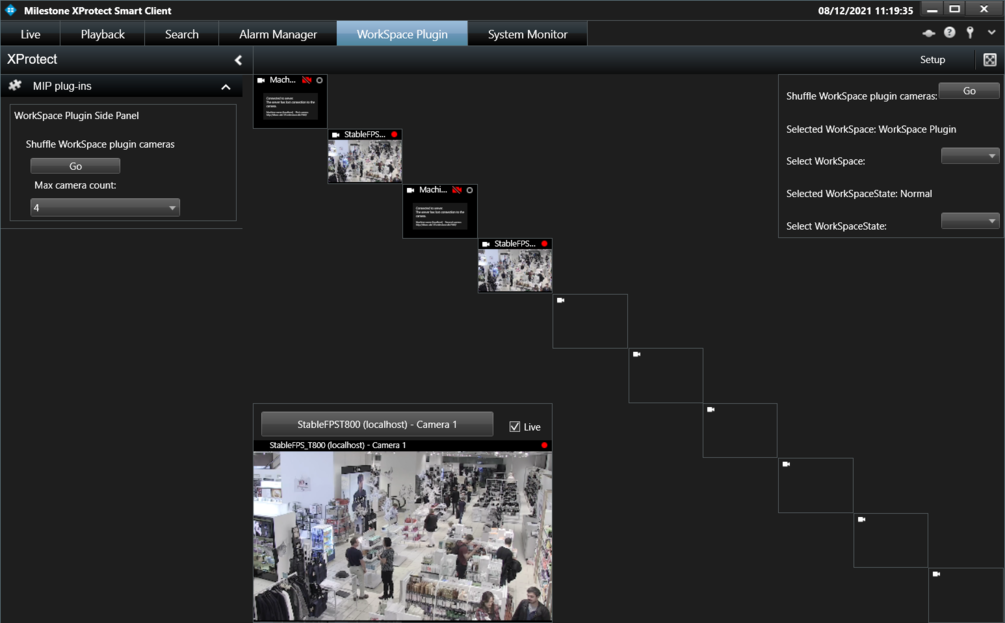 Milestone XProtect Smart Client
08/12/2021 11:19:35
Live
Playback
Search
Alarm Manager
WorkSpace Plugin
System Monitor
XProtect
Setup
MIP plug-ins
WorkSpace Plugin Side Panel
Shuffle WorkSpace plugin cameras
Go
Max camera count:
4
Mach...
StableFPS...
Machi...
StableFPS...
Shuffle WorkSpace plugin cameras:
Go
Selected WorkSpace: WorkSpace Plugin
Select WorkSpace:
Selected WorkSpaceState: Normal
Select WorkSpaceState:
StableFPST800 (localhost) - Camera 1
Live
StableFPS_T800 (localhost) - Camera 1